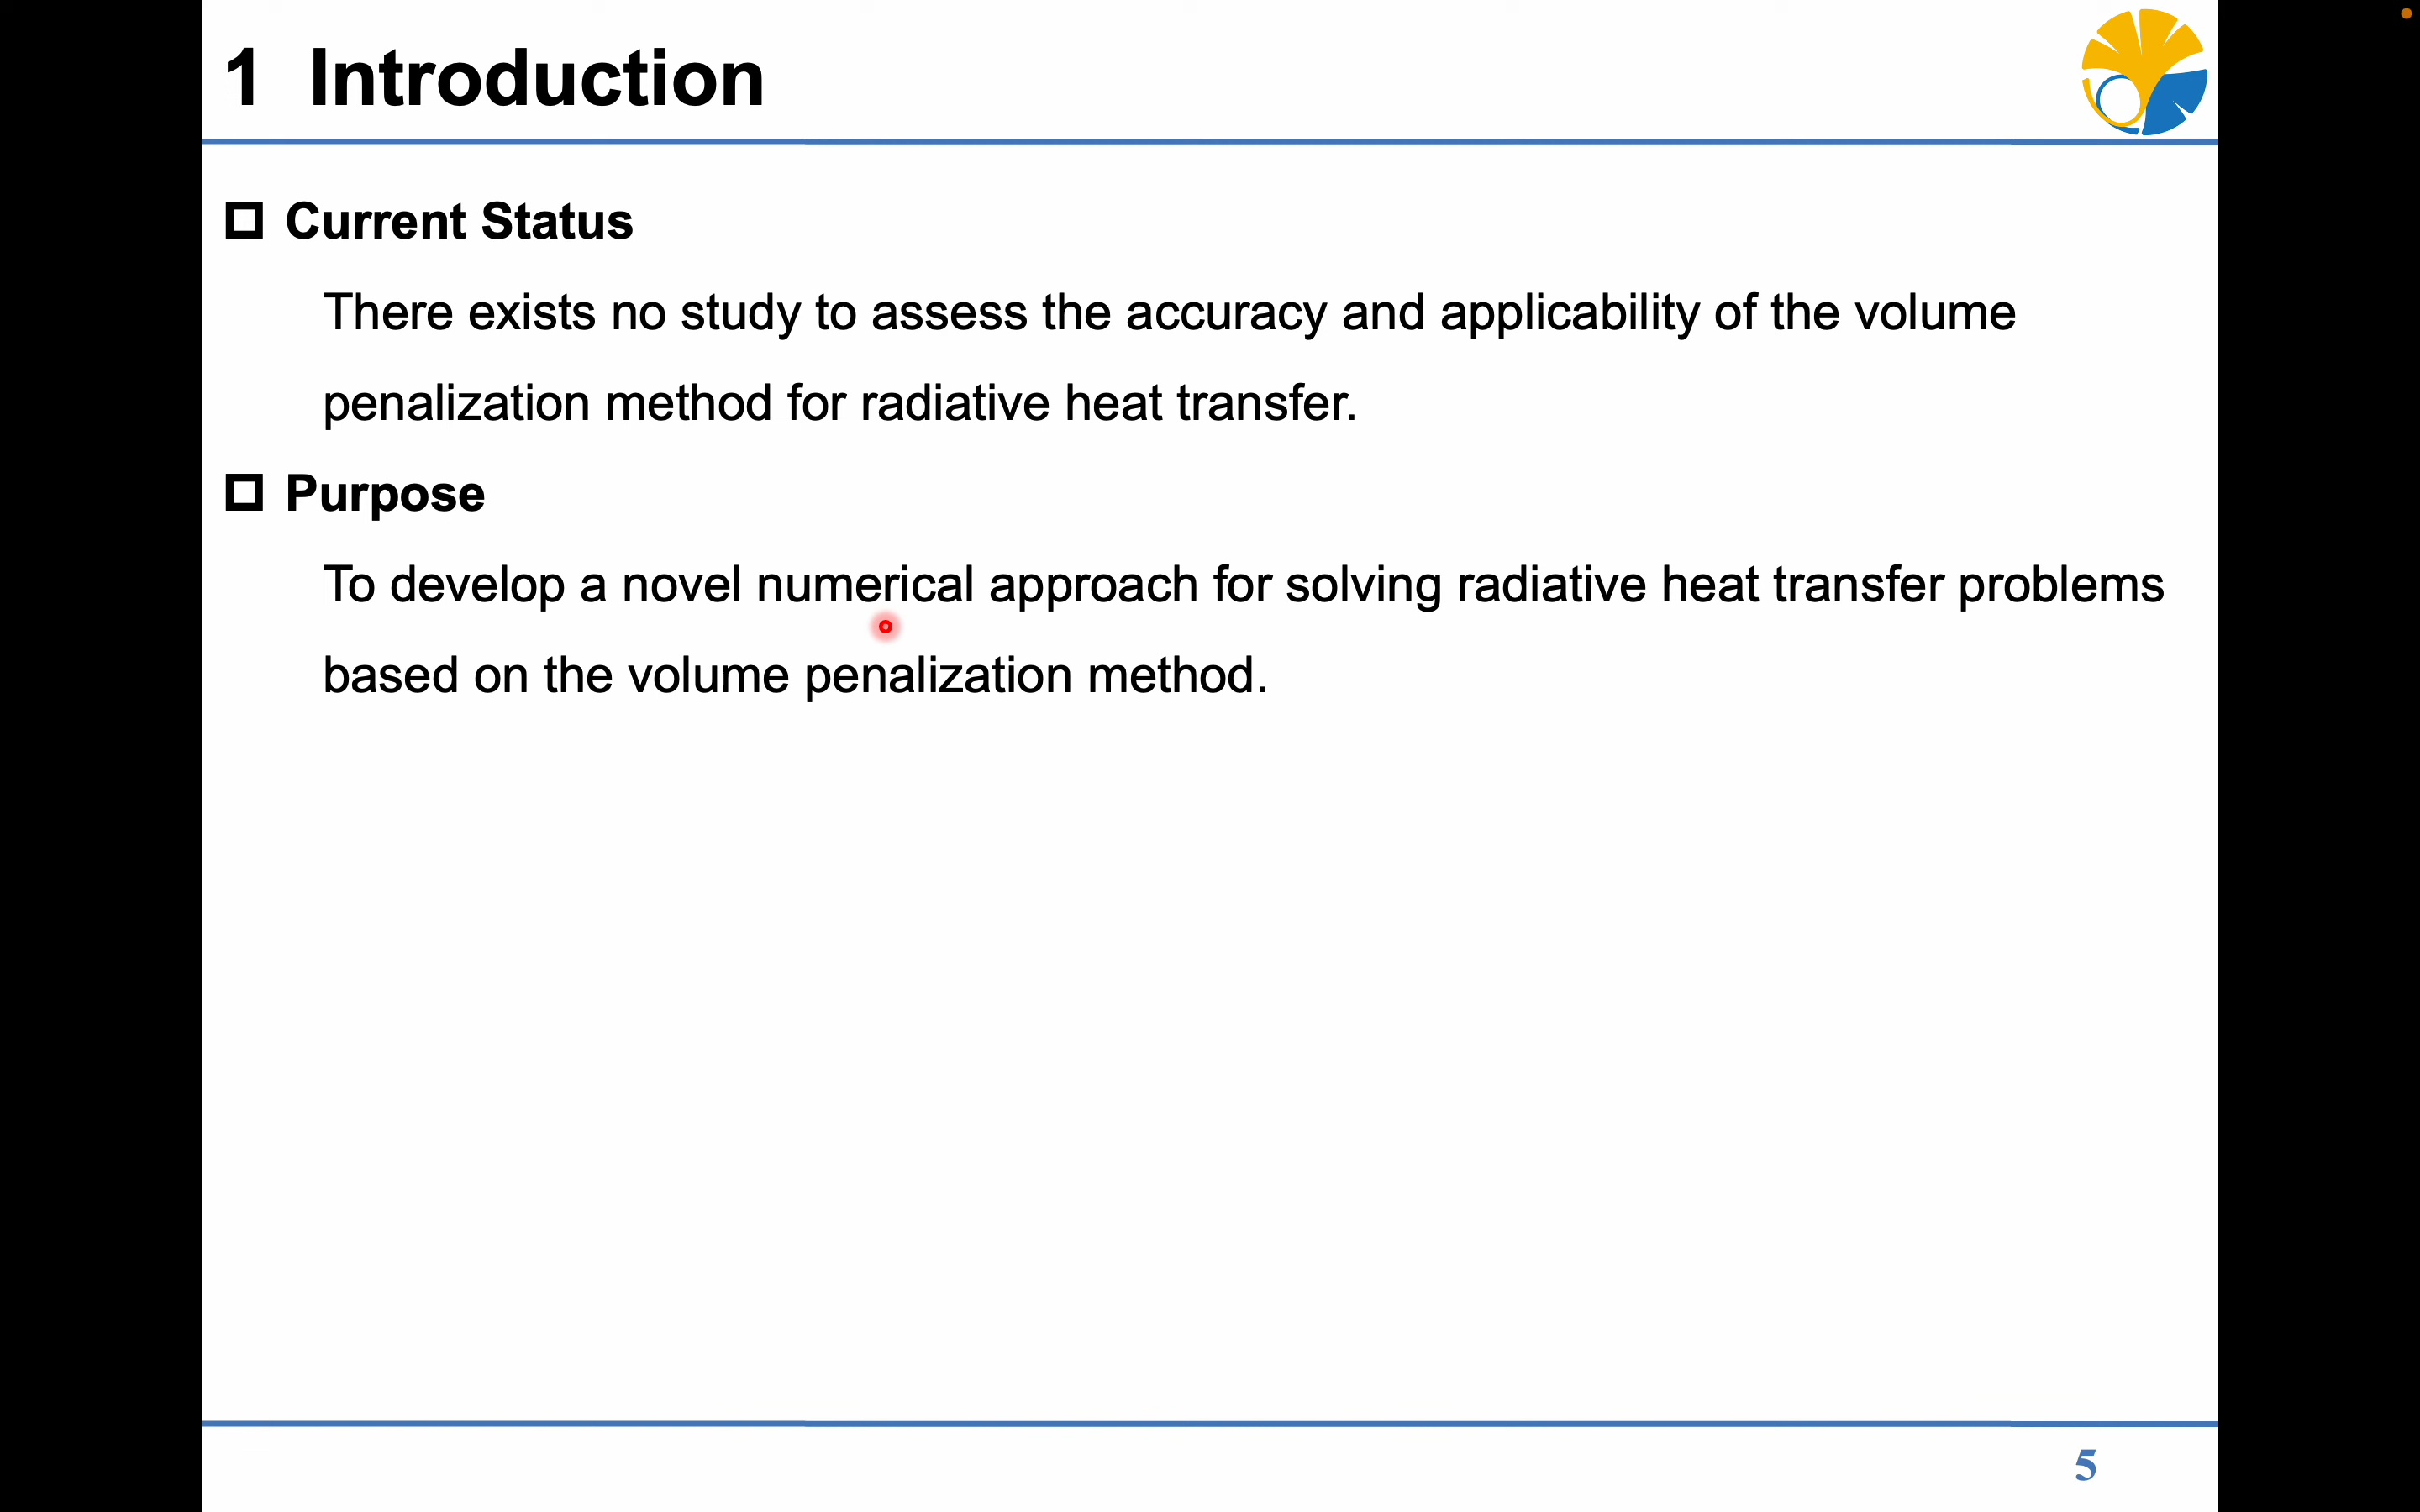 1 Introduction
Current Status
There exists no study to assess the accuracy and applicability of the volume
penalization method for radiative heat transfer.
Purpose
To develop a novel numerical approach for solving radiative heat transfer problems
based on the volume penalization method.
5